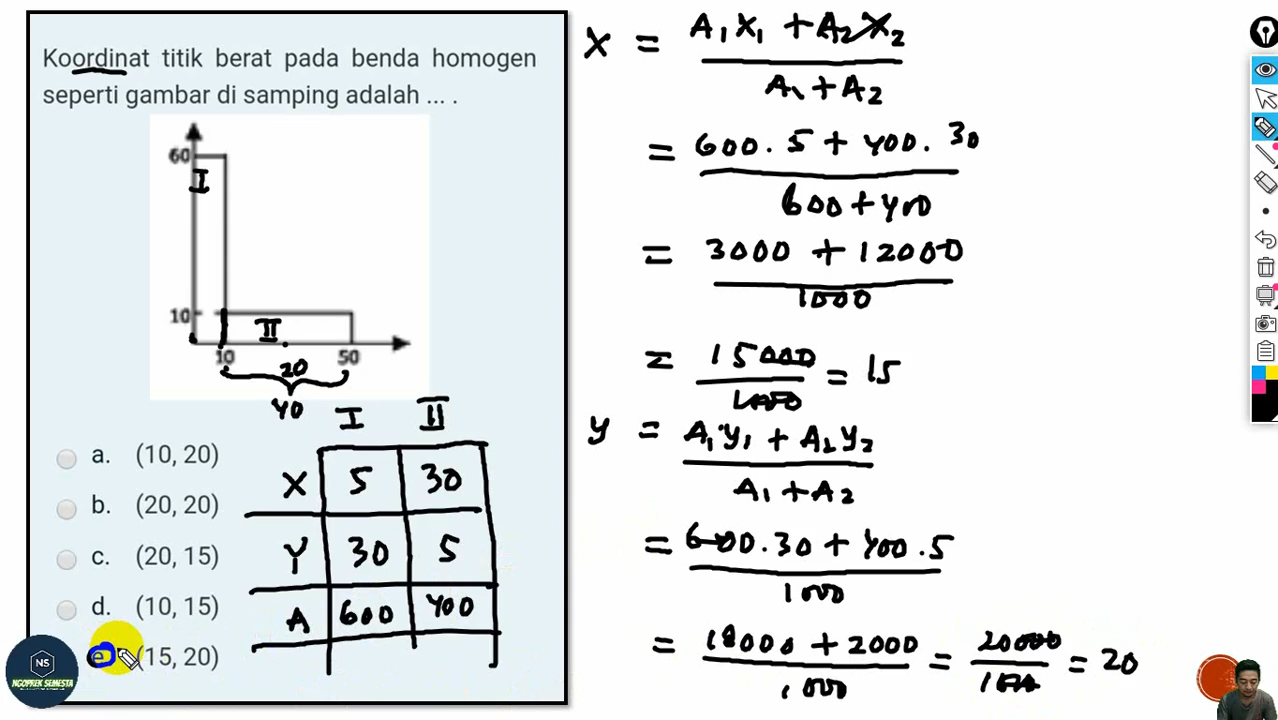 Koordinat titik berat pada benda homogen
seperti gambar di samping adalah ... .
60
I
10
II
10
50
20
40
I II
X 5 30
Y 30 5
A 600 400
a. (10, 20)
b. (20, 20)
c. (20, 15)
d. (10, 15)
e. (15, 20)
NS
NGOPREK SEMESTA
X = A₁X₁ + A₂X₂
A₁ + A₂
= 600 . 5 + 400 . 30
600 + 400
= 3000 + 12000
1000
= 15000 = 15
1000
y = A₁y₁ + A₂y₂
A₁ + A₂
= 600.30 + 400.5
1000
= 18000 + 2000 = 20000 = 20
1000 1000